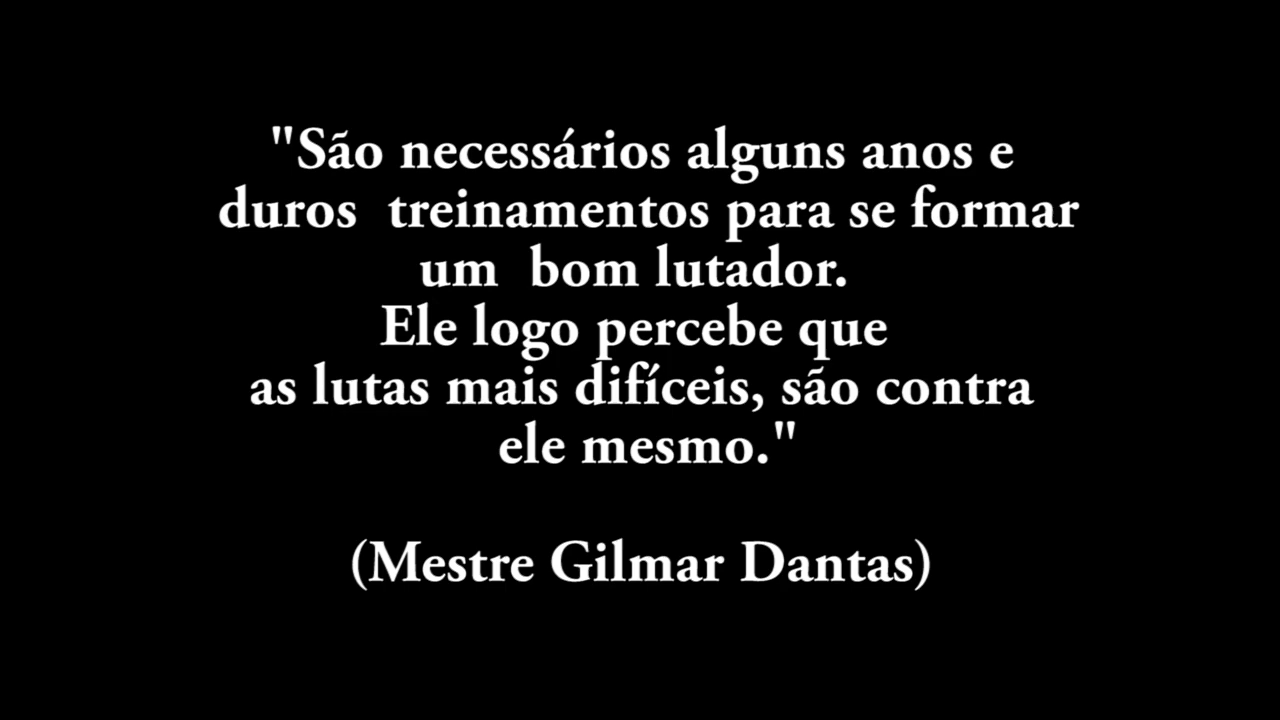 "São necessários alguns anos e
duros  treinamentos para se formar
um  bom lutador.
Ele logo percebe que
as lutas mais difíceis, são contra
ele mesmo."
(Mestre Gilmar Dantas)